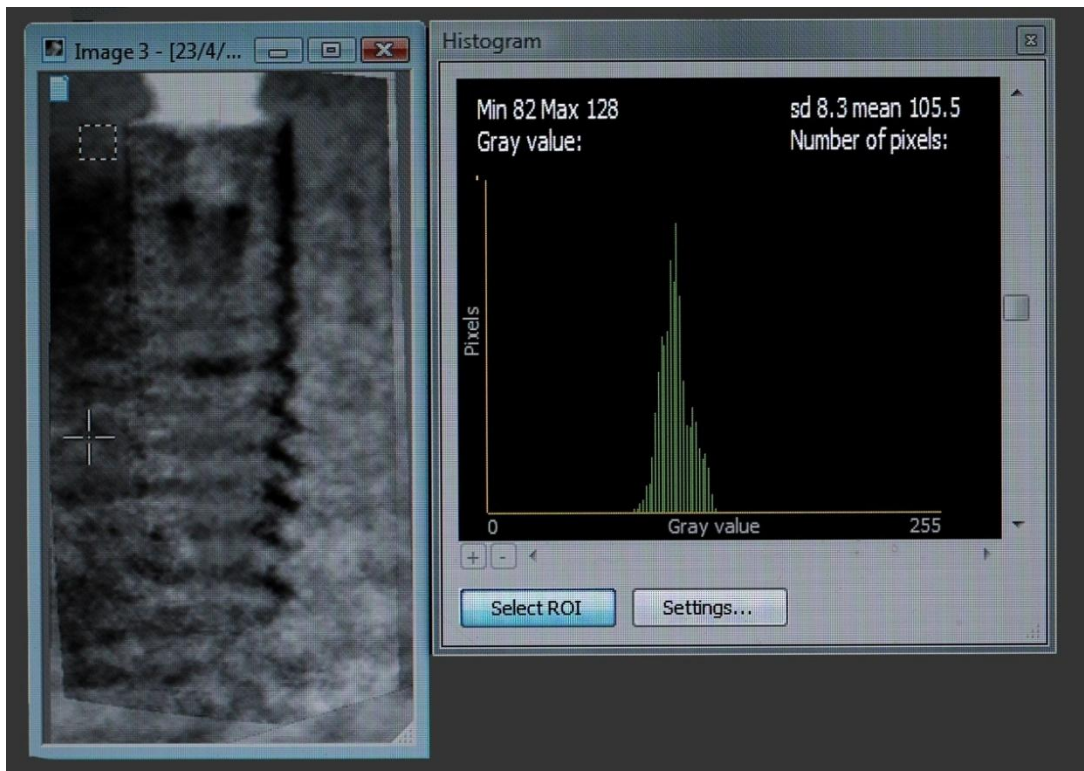 Image 3 - [23/4/...
Histogram
Min 82 Max 128
sd 8.3 mean 105.5
Gray value:
Number of pixels:
Pixels
0
Gray value
255
+
-
Select ROI
Settings...